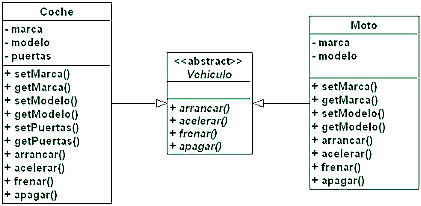 Coche
- marca
- modelo
- puertas
+ setMarca()
+ getMarca()
+ setModelo()
+ getModelo()
+ setPuertas()
+ getPuertas()
+ arrancar()
+ acelerar()
+ frenar()
+ apagar()
<<abstract>>
Vehiculo
+ arrancar()
+ acelerar()
+ frenar()
+ apagar()
Moto
- marca
- modelo
+ setMarca()
+ getMarca()
+ setModelo()
+ getModelo()
+ arrancar()
+ acelerar()
+ frenar()
+ apagar()